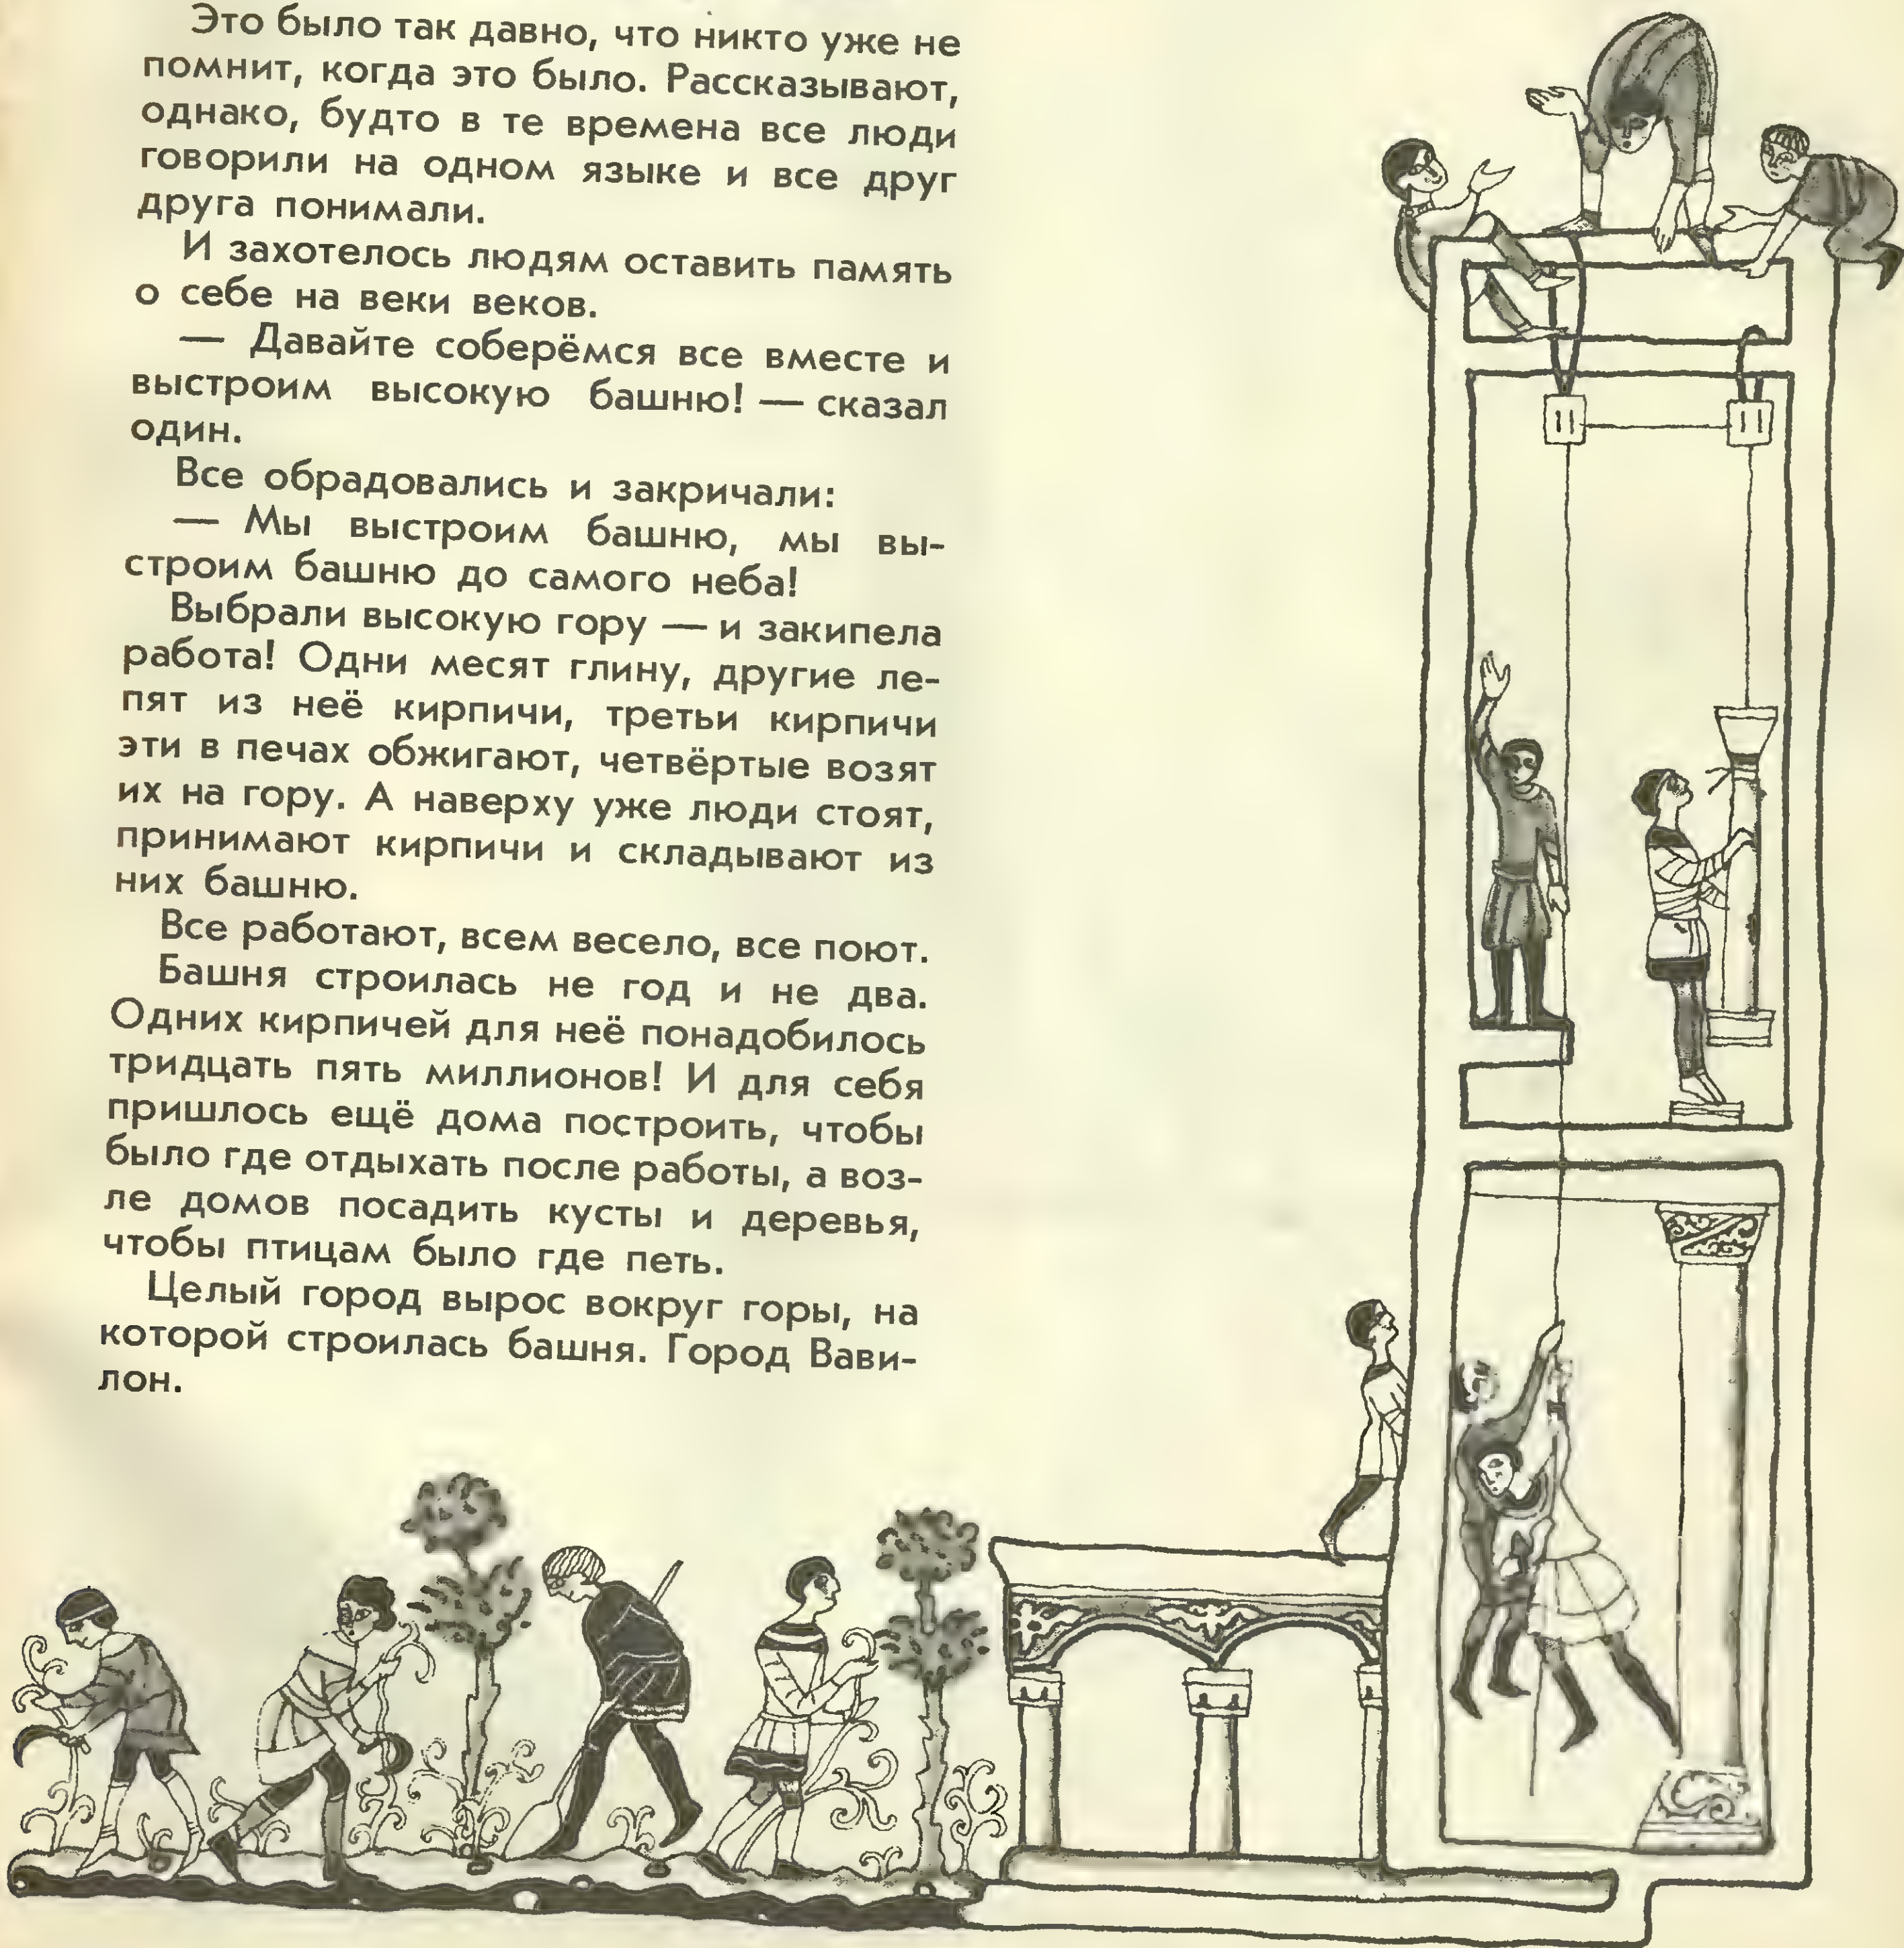 Это было так давно, что никто уже не
помнит, когда это было. Рассказывают,
однако, будто в те времена все люди
говорили на одном языке и все друг
друга понимали.
И захотелось людям оставить память
о себе на веки веков.
— Давайте соберёмся все вместе и
выстроим высокую башню! — сказал
один.
Все обрадовались и закричали:
— Мы выстроим башню, мы вы-
строим башню до самого неба!
Выбрали высокую гору — и закипела
работа! Одни месят глину, другие ле-
пят из неё кирпичи, третьи кирпичи
эти в печах обжигают, четвёртые возят
их на гору. А наверху уже люди стоят,
принимают кирпичи и складывают из
них башню.
Все работают, всем весело, все поют.
Башня строилась не год и не два.
Одних кирпичей для неё понадобилось
тридцать пять миллионов! И для себя
пришлось ещё дома построить, чтобы
было где отдыхать после работы, а воз-
ле домов посадить кусты и деревья,
чтобы птицам было где петь.
Целый город вырос вокруг горы, на
которой строилась башня. Город Вави-
лон.